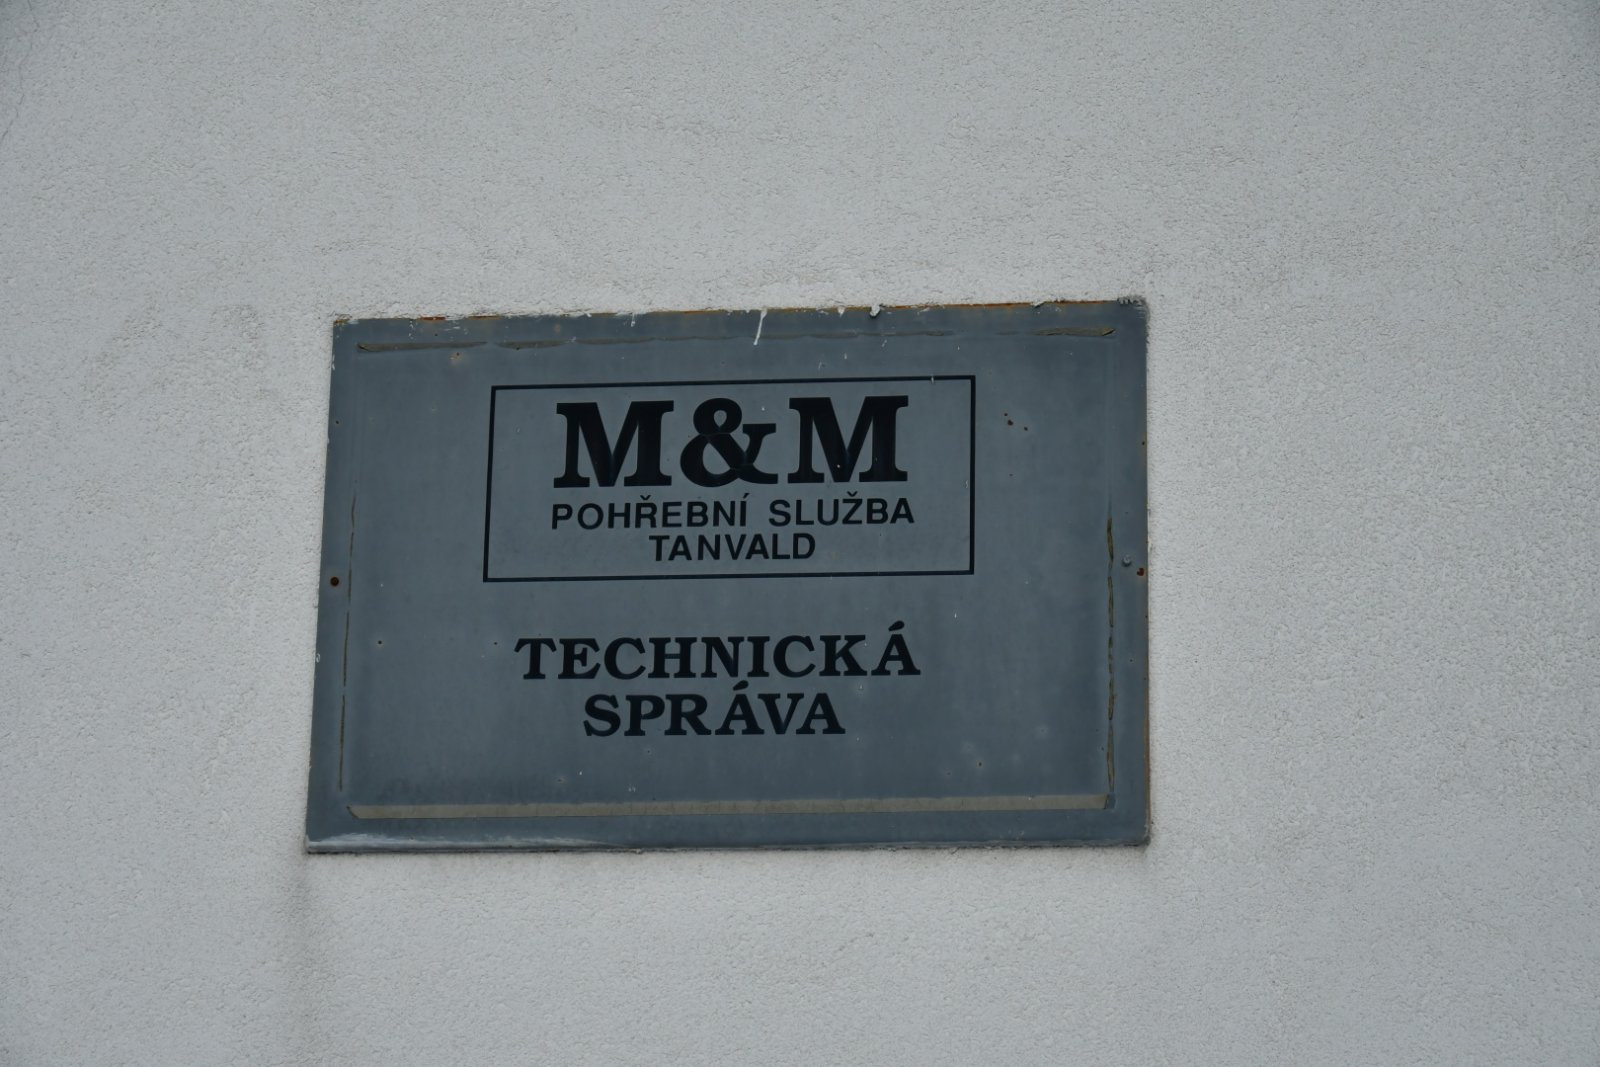 M&M
POHŘEBNÍ SLUŽBA
TANVALD
TECHNICKÁ
SPRÁVA